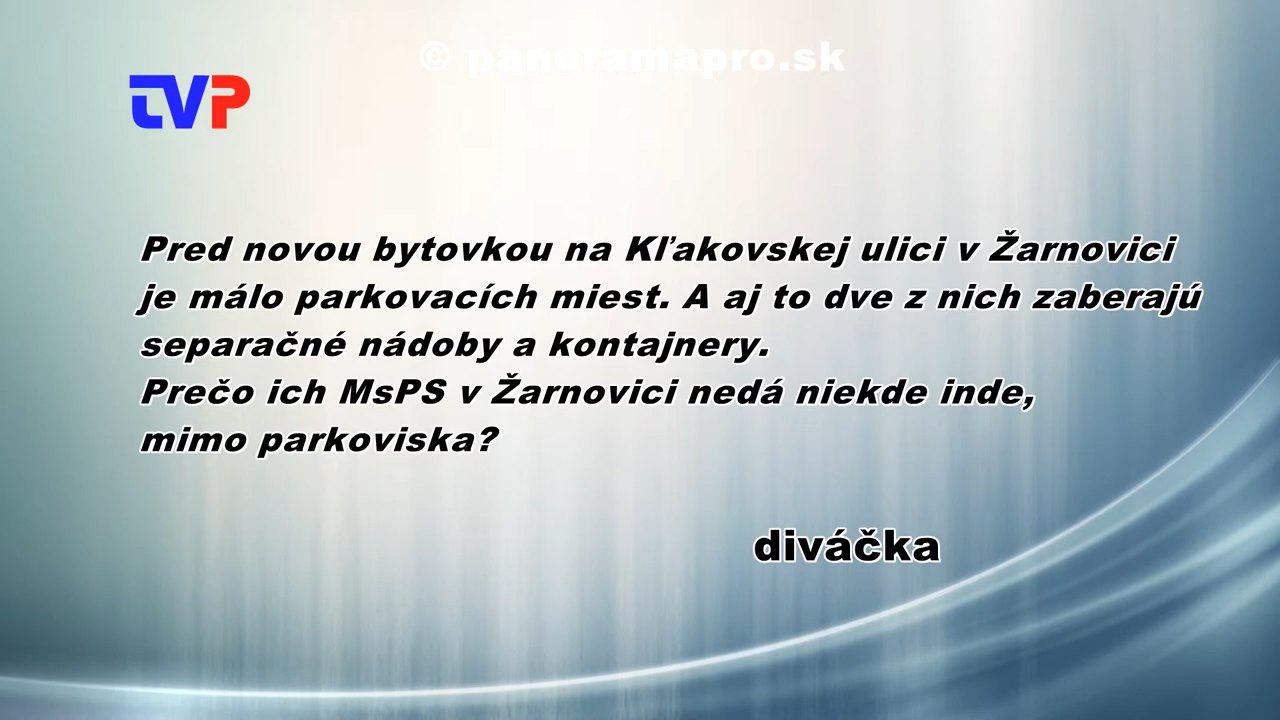 © panoramapro.sk
TVP
Pred novou bytovkou na Kľakovskej ulici v Žarnovici
je málo parkovacích miest. A aj to dve z nich zaberajú
separačné nádoby a kontajnery.
Prečo ich MsPS v Žarnovici nedá niekde inde,
mimo parkoviska?
diváčka